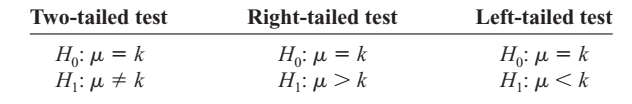 Two-tailed test Right-tailed test Left-tailed test
H₀: μ = k H₀: μ = k H₀: μ = k
H₁: μ ≠ k H₁: μ > k H₁: μ < k